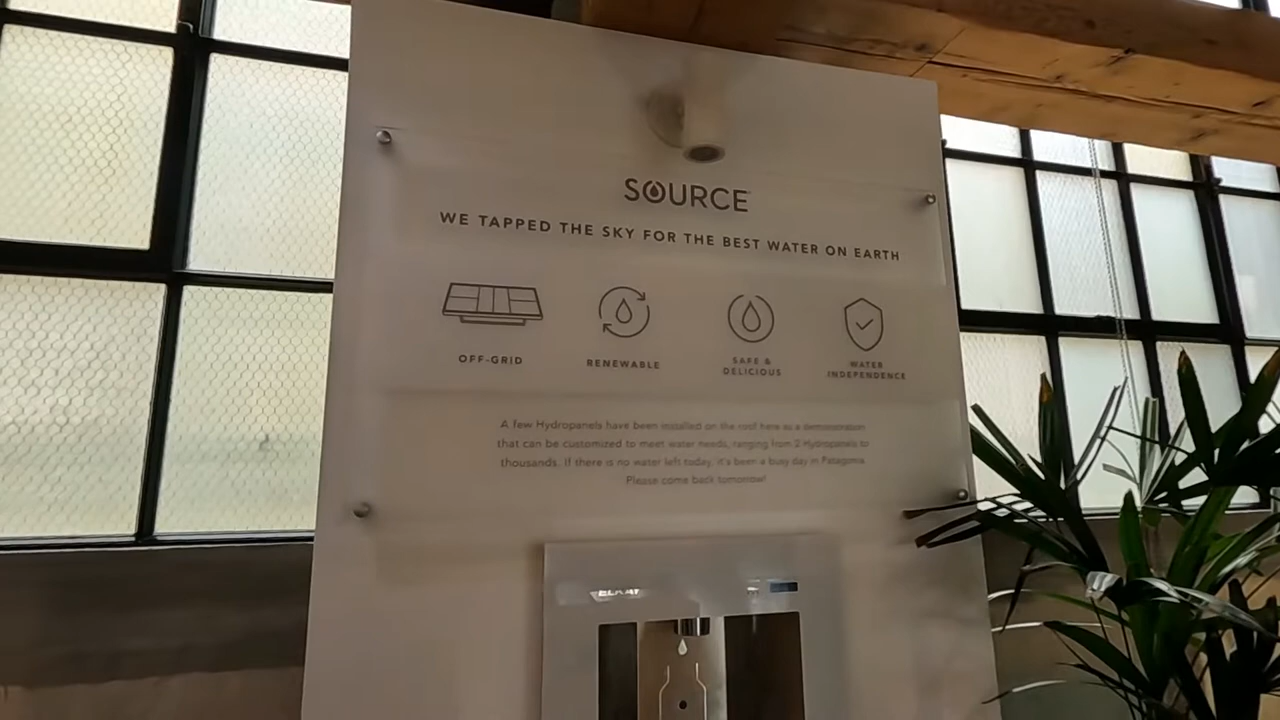 SOURCE
WE TAPPED THE SKY FOR THE BEST WATER ON EARTH
OFF-GRID
RENEWABLE
SAFE &
DELICIOUS
WATER
INDEPENDENCE
A few Hydropanels have been installed on the roof here as a demonstration
that can be customized to meet water needs, ranging from 2 Hydropanels to
thousands. If there is no water left today, it's been a busy day in Patagonia.
Please come back tomorrow!
ELKAY